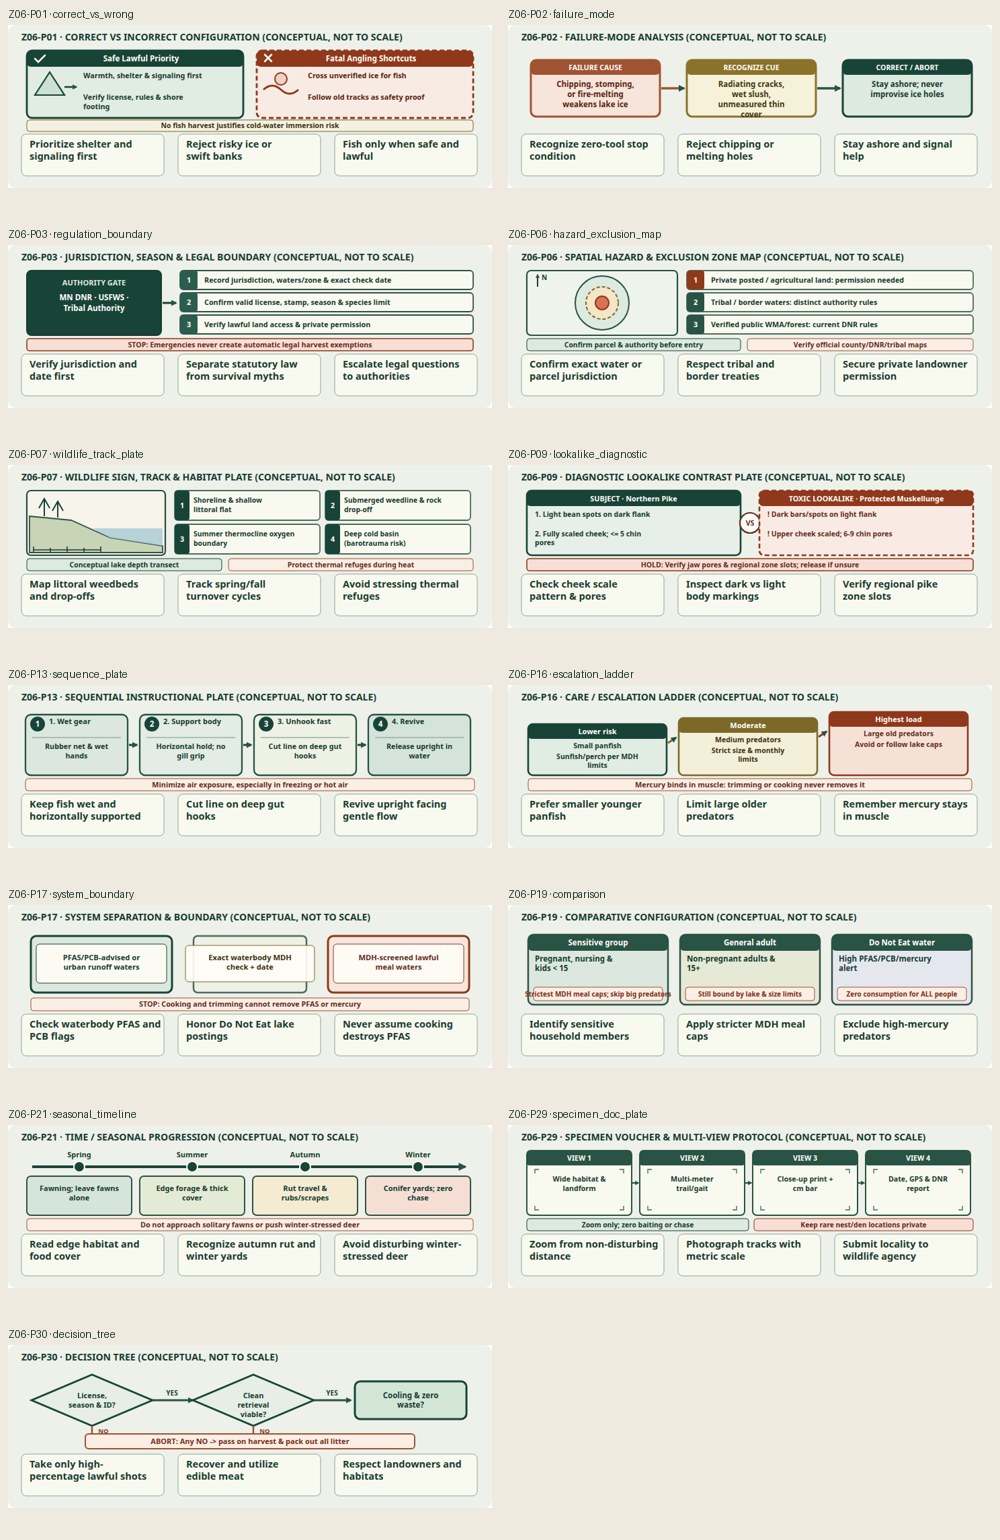 Z06-P01 · correct_vs_wrong
Z06-P01 · CORRECT VS INCORRECT CONFIGURATION (CONCEPTUAL, NOT TO SCALE)
Safe Lawful Priority
Warmth, shelter & signaling first
Verify license, rules & shore
footing
Fatal Angling Shortcuts
Cross unverified ice for fish
Follow old tracks as safety proof
No fish harvest justifies cold-water immersion risk
Prioritize shelter and
signaling first
Reject risky ice or
swift banks
Fish only when safe and
lawful
Z06-P02 · failure_mode
Z06-P02 · FAILURE-MODE ANALYSIS (CONCEPTUAL, NOT TO SCALE)
FAILURE CAUSE
Chipping, stomping,
or fire-melting
weakens lake ice
RECOGNIZE CUE
Radiating cracks,
wet slush,
unmeasured thin
cover
CORRECT / ABORT
Stay ashore; never
improvise ice holes
Recognize zero-tool stop
condition
Reject chipping or
melting holes
Stay ashore and signal
help
Z06-P03 · regulation_boundary
Z06-P03 · JURISDICTION, SEASON & LEGAL BOUNDARY (CONCEPTUAL, NOT TO SCALE)
AUTHORITY GATE
MN DNR · USFWS ·
Tribal Authority
1 Record jurisdiction, waters/zone & exact check date
2 Confirm valid license, stamp, season & species limit
3 Verify lawful land access & private permission
STOP: Emergencies never create automatic legal harvest exemptions
Verify jurisdiction and
date first
Separate statutory law
from survival myths
Escalate legal questions
to authorities
Z06-P06 · hazard_exclusion_map
Z06-P06 · SPATIAL HAZARD & EXCLUSION ZONE MAP (CONCEPTUAL, NOT TO SCALE)
N
1 Private posted / agricultural land: permission needed
2 Tribal / border waters: distinct authority rules
3 Verified public WMA/forest: current DNR rules
Confirm parcel & authority before entry
Verify official county/DNR/tribal maps
Confirm exact water or
parcel jurisdiction
Respect tribal and
border treaties
Secure private landowner
permission
Z06-P07 · wildlife_track_plate
Z06-P07 · WILDLIFE SIGN, TRACK & HABITAT PLATE (CONCEPTUAL, NOT TO SCALE)
1 Shoreline & shallow
littoral flat
2 Submerged weedline & rock
drop-off
3 Summer thermocline oxygen
boundary
4 Deep cold basin
(barotrauma risk)
Conceptual lake depth transect
Protect thermal refuges during heat
Map littoral weedbeds
and drop-offs
Track spring/fall
turnover cycles
Avoid stressing thermal
refuges
Z06-P09 · lookalike_diagnostic
Z06-P09 · DIAGNOSTIC LOOKALIKE CONTRAST PLATE (CONCEPTUAL, NOT TO SCALE)
SUBJECT · Northern Pike
1. Light bean spots on dark flank
2. Fully scaled cheek; <= 5 chin
pores
VS
TOXIC LOOKALIKE · Protected Muskellunge
! Dark bars/spots on light flank
! Upper cheek scaled; 6-9 chin pores
HOLD: Verify jaw pores & regional zone slots; release if unsure
Check cheek scale
pattern & pores
Inspect dark vs light
body markings
Verify regional pike
zone slots
Z06-P13 · sequence_plate
Z06-P13 · SEQUENTIAL INSTRUCTIONAL PLATE (CONCEPTUAL, NOT TO SCALE)
1 1. Wet gear
Rubber net & wet
hands
2 2. Support body
Horizontal hold; no
gill grip
3 3. Unhook fast
Cut line on deep gut
hooks
4 4. Revive
Release upright in
water
Minimize air exposure, especially in freezing or hot air
Keep fish wet and
horizontally supported
Cut line on deep gut
hooks
Revive upright facing
gentle flow
Z06-P16 · escalation_ladder
Z06-P16 · CARE / ESCALATION LADDER (CONCEPTUAL, NOT TO SCALE)
Lower risk
Small panfish
Sunfish/perch per MDH
limits
Moderate
Medium predators
Strict size & monthly
limits
Highest load
Large old predators
Avoid or follow lake caps
Mercury binds in muscle: trimming or cooking never removes it
Prefer smaller younger
panfish
Limit large older
predators
Remember mercury stays
in muscle
Z06-P17 · system_boundary
Z06-P17 · SYSTEM SEPARATION & BOUNDARY (CONCEPTUAL, NOT TO SCALE)
PFAS/PCB-advised or
urban runoff waters
Exact waterbody MDH
check + date
MDH-screened lawful
meal waters
STOP: Cooking and trimming cannot remove PFAS or mercury
Check waterbody PFAS and
PCB flags
Honor Do Not Eat lake
postings
Never assume cooking
destroys PFAS
Z06-P19 · comparison
Z06-P19 · COMPARATIVE CONFIGURATION (CONCEPTUAL, NOT TO SCALE)
Sensitive group
Pregnant, nursing &
kids < 15
Strictest MDH meal caps; skip big predators
General adult
Non-pregnant adults &
15+
Still bound by lake & size limits
Do Not Eat water
High PFAS/PCB/mercury
alert
Zero consumption for ALL people
Identify sensitive
household members
Apply stricter MDH meal
caps
Exclude high-mercury
predators
Z06-P21 · seasonal_timeline
Z06-P21 · TIME / SEASONAL PROGRESSION (CONCEPTUAL, NOT TO SCALE)
Spring
Summer
Autumn
Winter
Fawning; leave fawns
alone
Edge forage & thick
cover
Rut travel &
rubs/scrapes
Conifer yards; zero
chase
Do not approach solitary fawns or push winter-stressed deer
Read edge habitat and
food cover
Recognize autumn rut and
winter yards
Avoid disturbing winter-
stressed deer
Z06-P29 · specimen_doc_plate
Z06-P29 · SPECIMEN VOUCHER & MULTI-VIEW PROTOCOL (CONCEPTUAL, NOT TO SCALE)
VIEW 1
Wide habitat &
landform
VIEW 2
Multi-meter
trail/gait
VIEW 3
Close-up print +
cm bar
VIEW 4
Date, GPS & DNR
report
Zoom only; zero baiting or chase
Keep rare nest/den locations private
Zoom from non-disturbing
distance
Photograph tracks with
metric scale
Submit locality to
wildlife agency
Z06-P30 · decision_tree
Z06-P30 · DECISION TREE (CONCEPTUAL, NOT TO SCALE)
License,
season & ID?
YES
Clean
retrieval
viable?
YES
Cooling & zero
waste?
NO
NO
ABORT: Any NO -> pass on harvest & pack out all litter
Take only high-
percentage lawful shots
Recover and utilize
edible meat
Respect landowners and
habitats